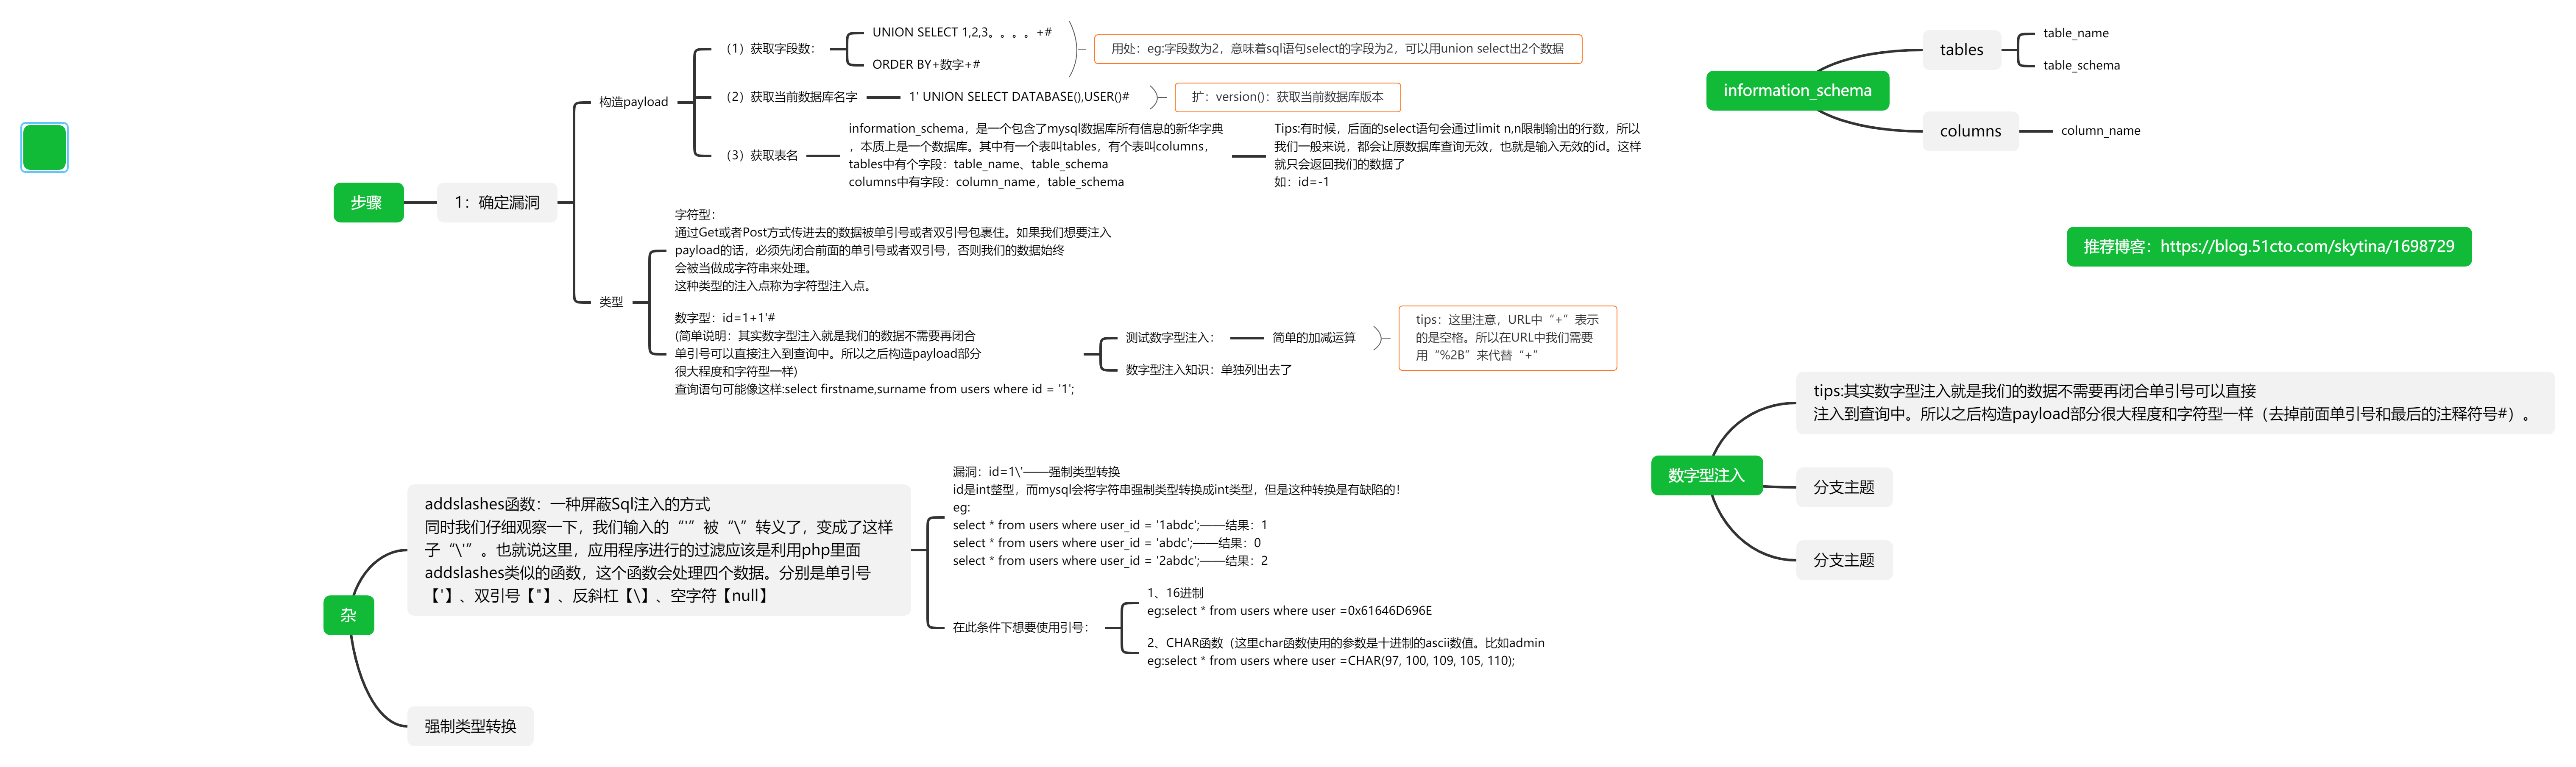 步骤
1：确定漏洞
构造payload
（1）获取字段数：
UNION SELECT 1,2,3。。。。+#
ORDER BY+数字+#
用处：eg:字段数为2，意味着sql语句select的字段为2，可以用union select出2个数据
（2）获取当前数据库名字
1' UNION SELECT DATABASE(),USER()#
扩：version()：获取当前数据库版本
（3）获取表名
information_schema，是一个包含了mysql数据库所有信息的新华字典
，本质上是一个数据库。其中有一个表叫tables，有个表叫columns，
tables中有个字段：table_name、table_schema
columns中有字段：column_name，table_schema
Tips:有时候，后面的select语句会通过limit n,n限制输出的行数，所以
我们一般来说，都会让原数据库查询无效，也就是输入无效的id。这样
就只会返回我们的数据了
如：id=-1
类型
字符型：
通过Get或者Post方式传进去的数据被单引号或者双引号包裹住。如果我们想要注入
payload的话，必须先闭合前面的单引号或者双引号，否则我们的数据始终
会被当做成字符串来处理。
这种类型的注入点称为字符型注入点。
数字型：id=1+1'#
(简单说明：其实数字型注入就是我们的数据不需要再闭合
单引号可以直接注入到查询中。所以之后构造payload部分
很大程度和字符型一样)
查询语句可能像这样:select firstname,surname from users where id = '1';
测试数字型注入：
简单的加减运算
tips：这里注意，URL中“+”表示
的是空格。所以在URL中我们需要
用“%2B”来代替“+”
数字型注入知识：单独列出去了
information_schema
tables
table_name
table_schema
columns
column_name
推荐博客：https://blog.51cto.com/skytina/1698729
数字型注入
tips:其实数字型注入就是我们的数据不需要再闭合单引号可以直接
注入到查询中。所以之后构造payload部分很大程度和字符型一样（去掉前面单引号和最后的注释符号#）。
分支主题
分支主题
杂
addslashes函数：一种屏蔽Sql注入的方式
同时我们仔细观察一下，我们输入的“'”被“\”转义了，变成了这样
子“\'”。也就说这里，应用程序进行的过滤应该是利用php里面
addslashes类似的函数，这个函数会处理四个数据。分别是单引号
【'】、双引号【"】、反斜杠【\】、空字符【null】
漏洞：id=1\'——强制类型转换
id是int整型，而mysql会将字符串强制类型转换成int类型，但是这种转换是有缺陷的！
eg:
select * from users where user_id = '1abdc';——结果：1
select * from users where user_id = 'abdc';——结果：0
select * from users where user_id = '2abdc';——结果：2
在此条件下想要使用引号：
1、16进制
eg:select * from users where user =0x61646D696E
2、CHAR函数（这里char函数使用的参数是十进制的ascii数值。比如admin
eg:select * from users where user =CHAR(97, 100, 109, 105, 110);
强制类型转换